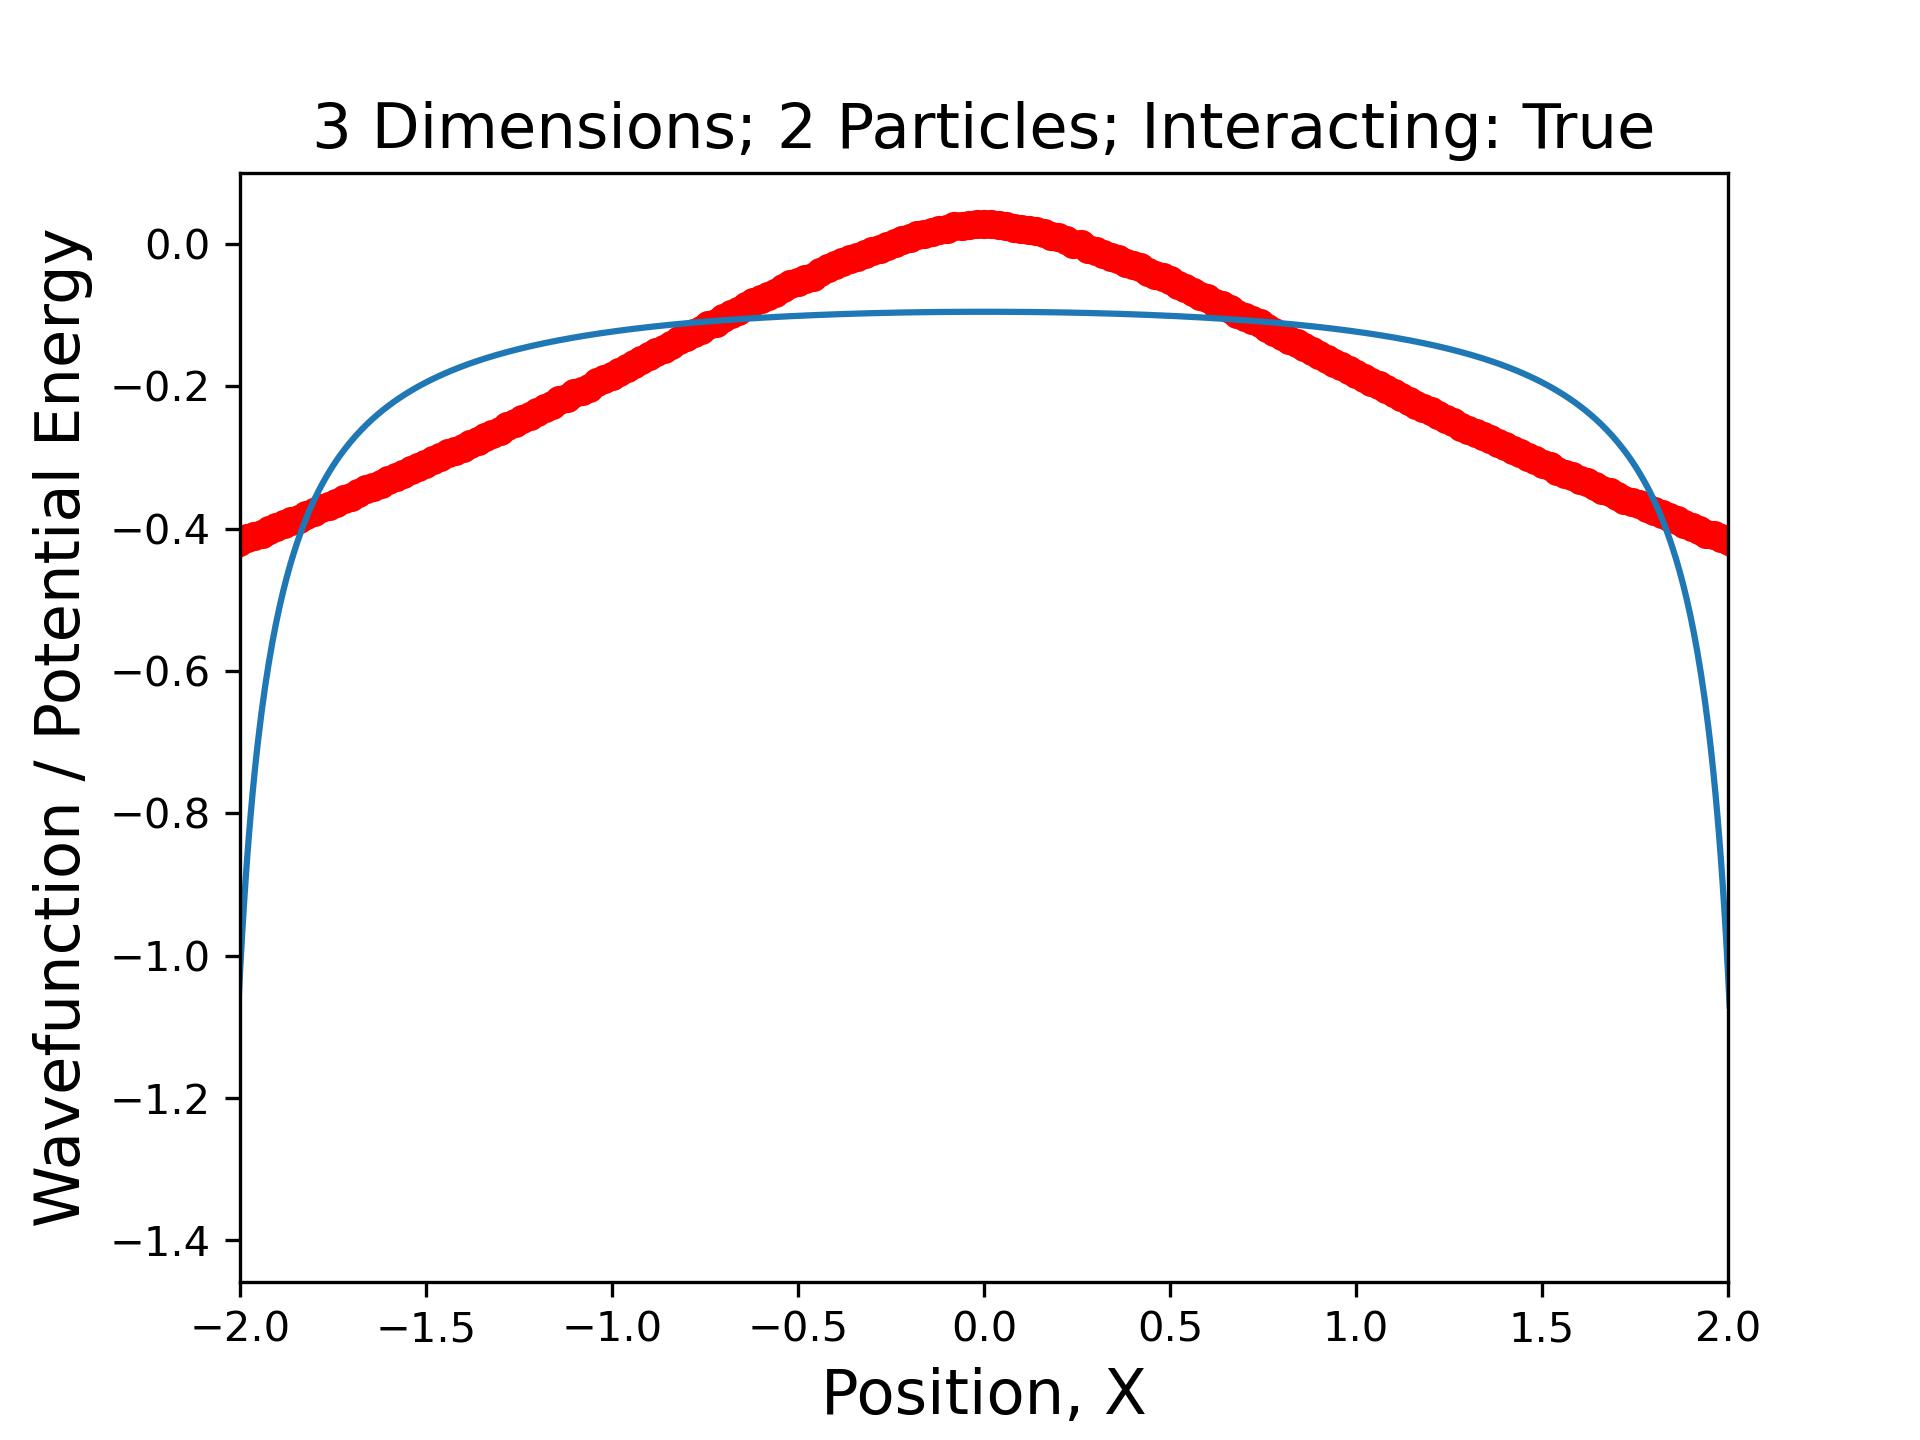 3 Dimensions; 2 Particles; Interacting: True
Wavefunction / Potential Energy
0.0
−0.2
−0.4
−0.6
−0.8
−1.0
−1.2
−1.4
−2.0 −1.5 −1.0 −0.5 0.0 0.5 1.0 1.5 2.0
Position, X